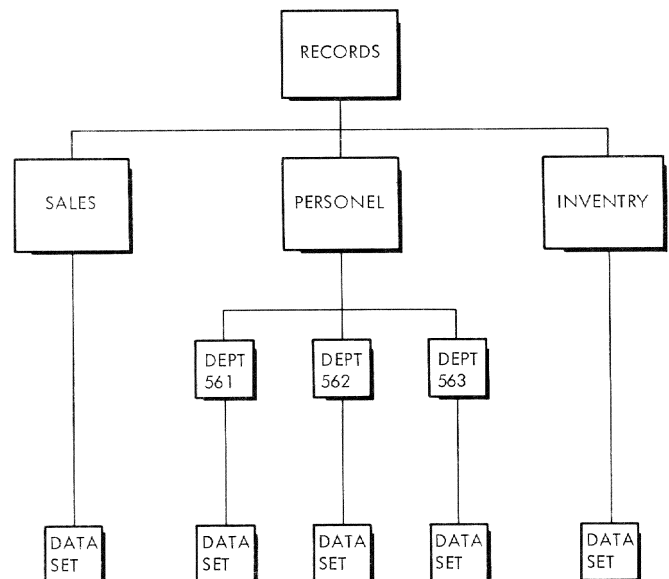 RECORDS
SALES
PERSONEL
INVENTRY
DEPT
561
DEPT
562
DEPT
563
DATA
SET
DATA
SET
DATA
SET
DATA
SET
DATA
SET